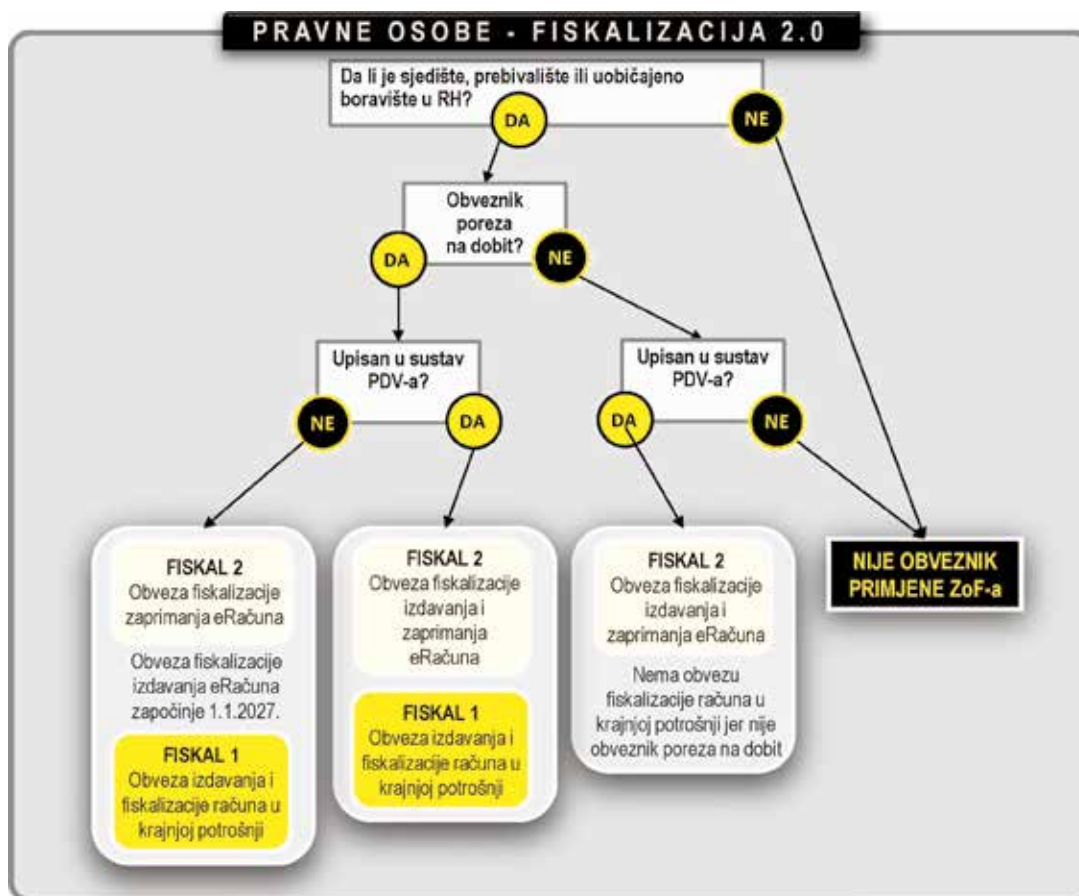 PRAVNE OSOBE - FISKALIZACIJA 2.0
Da li je sjedište, prebivalište ili uobičajeno
boravište u RH?
DA
NE
Obveznik
poreza
na dobit?
DA
NE
Upisan u sustav
PDV-a?
NE
DA
Upisan u sustav
PDV-a?
DA
NE
FISKAL 2
Obveza fiskalizacije
zaprimanja eRačuna
Obveza fiskalizacije
izdavanja eRačuna
započinje 1.1.2027.
FISKAL 1
Obveza izdavanja i
fiskalizacije računa u
krajnjoj potrošnji
FISKAL 2
Obveza fiskalizacije
izdavanja i
zaprimanja
eRačuna
FISKAL 1
Obveza izdavanja i
fiskalizacije računa u
krajnjoj potrošnji
FISKAL 2
Obveza fiskalizacije
izdavanja i
zaprimanja eRačuna
Nema obvezu
fiskalizacije računa u
krajnjoj potrošnji jer nije
obveznik poreza na dobit
NIJE OBVEZNIK
PRIMJENE ZoF-a